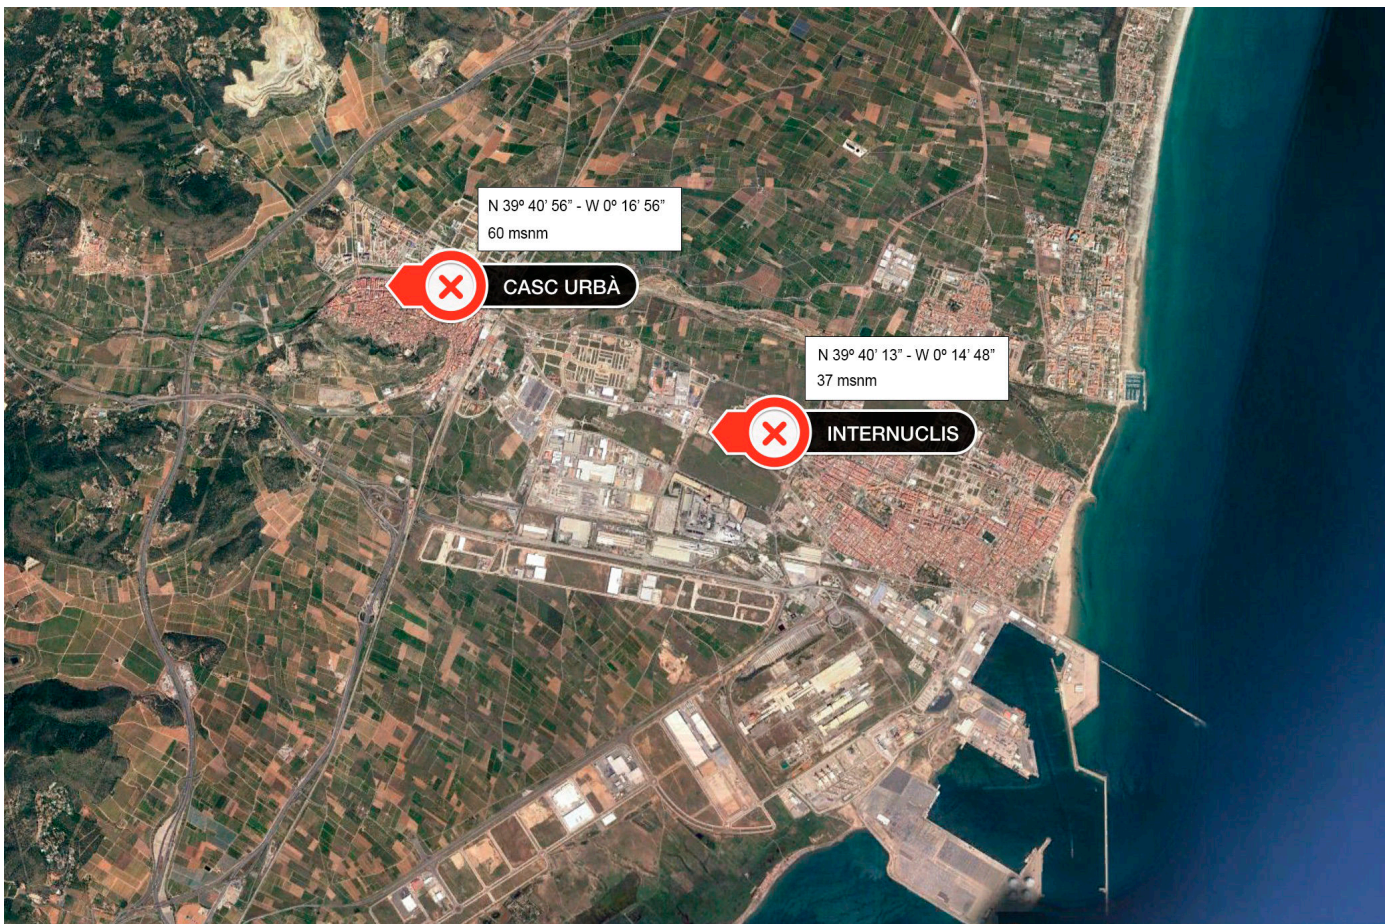 N 39º 40’ 56” - W 0º 16’ 56”
60 msnm
CASC URBÀ
N 39º 40’ 13” - W 0º 14’ 48”
37 msnm
INTERNUCLIS